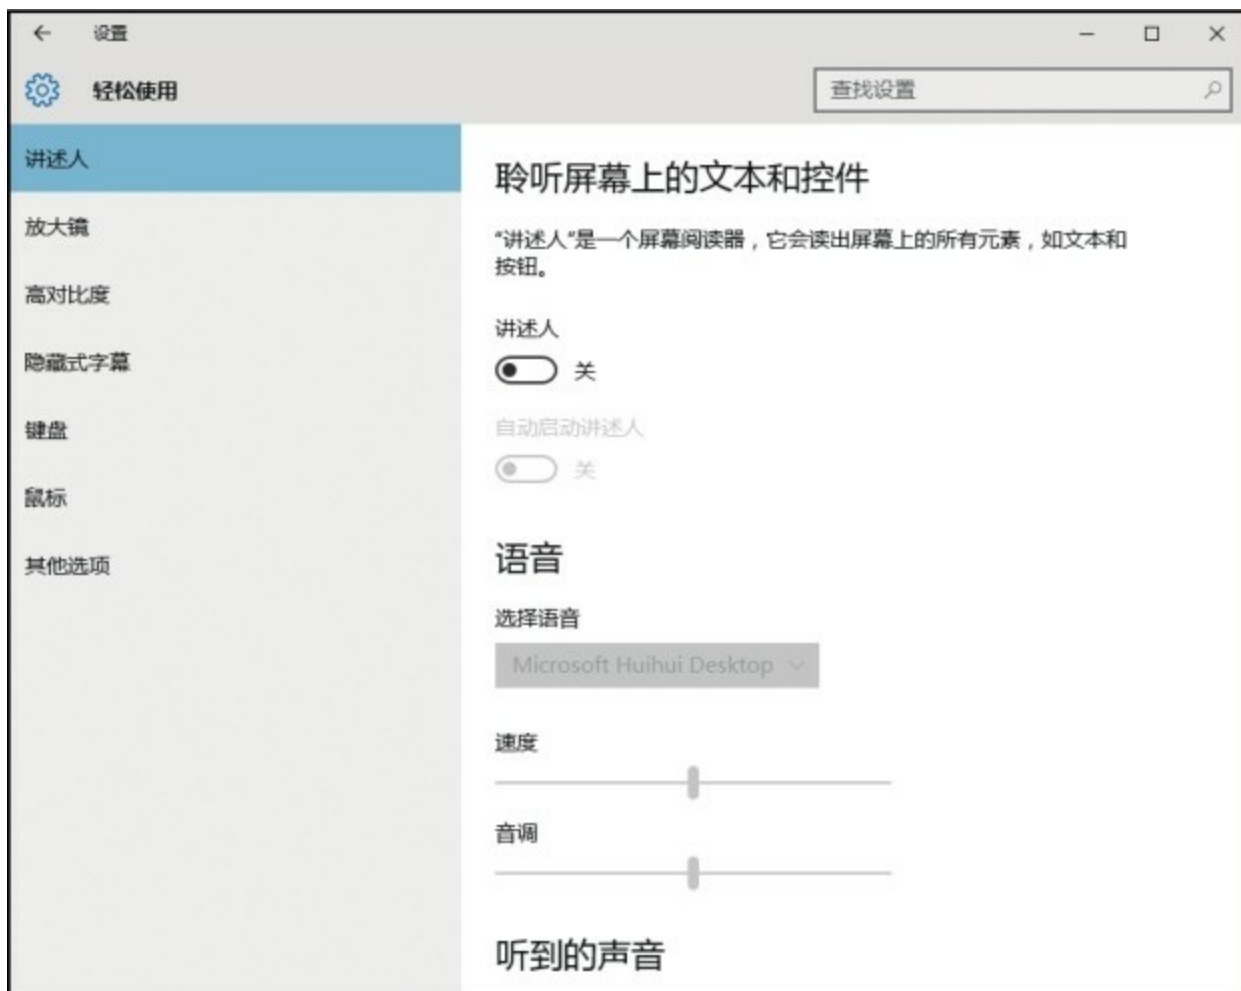 设置
轻松使用
查找设置
讲述人
放大镜
高对比度
隐藏式字幕
键盘
鼠标
其他选项
聆听屏幕上的文本和控件
“讲述人”是一个屏幕阅读器，它会读出屏幕上的所有元素，如文本和
按钮。
讲述人
关
自动启动讲述人
关
语音
选择语音
Microsoft Huihui Desktop
速度
音调
听到的声音